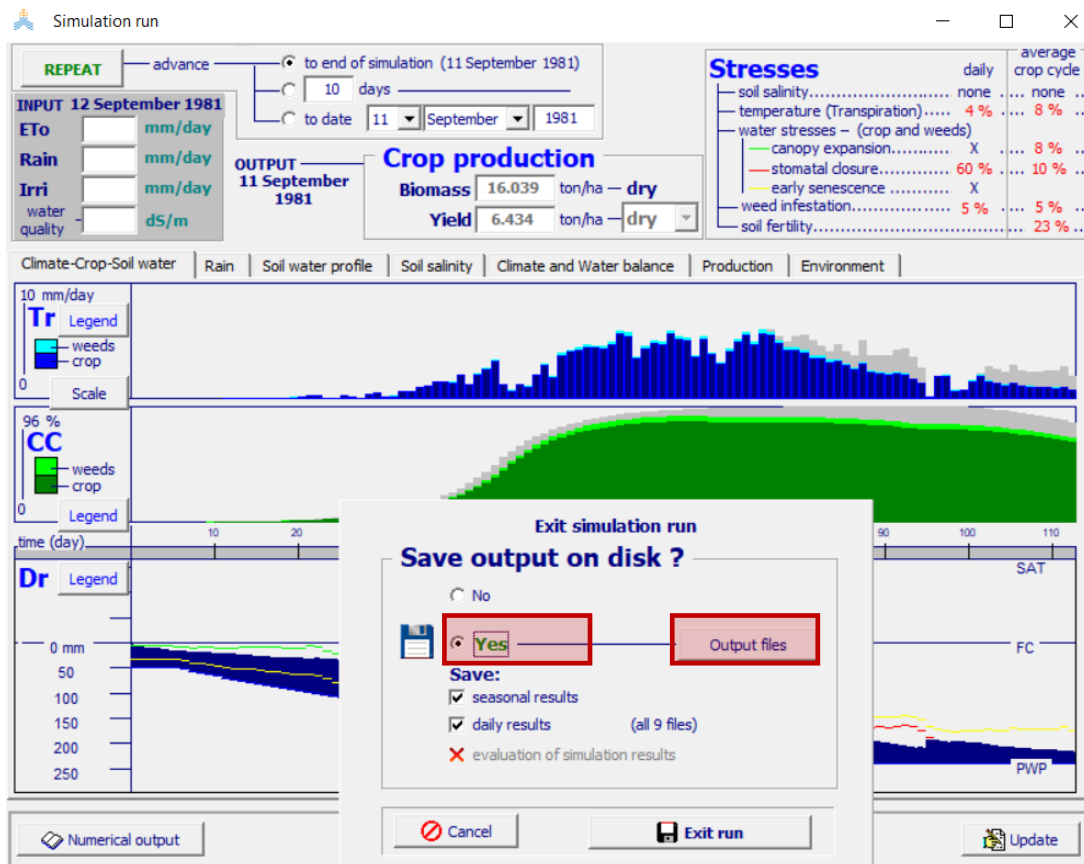 Simulation run
REPEAT
advance
to end of simulation (11 September 1981)
10 days
to date 11 September 1981
INPUT 12 September 1981
ETo mm/day
Rain mm/day
Irri mm/day
water quality dS/m
OUTPUT
11 September
1981
Crop production
Biomass 16.039 ton/ha dry
Yield 6.434 ton/ha dry
Stresses daily average crop cycle
soil salinity............................ none .... none ..
temperature (Transpiration)...... 4 % .... 8 % ..
water stresses – (crop and weeds)
canopy expansion............. X .... 8 % ..
stomatal closure.............. 60 % .... 10 % ..
early senescence ............ X
weed infestation................... 5 % .... 5 % ..
soil fertility.......................................... 23 % ..
Climate-Crop-Soil water Rain Soil water profile Soil salinity Climate and Water balance Production Environment
10 mm/day
Tr Legend
weeds
crop
0
Scale
96 %
CC
weeds
crop
0
Legend
time (day)
10 20 90 100 110
Dr Legend
SAT
0 mm
FC
50
100
150
200
250
PWP
Exit simulation run
Save output on disk ?
No
Yes Output files
Save:
seasonal results
daily results (all 9 files)
evaluation of simulation results
Cancel Exit run
Numerical output
Update